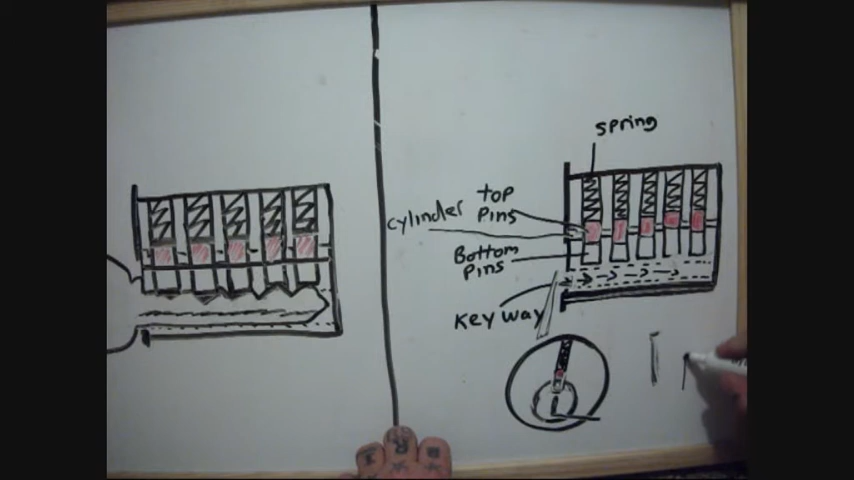 spring
top
pins
cylinder
Bottom
pins
Key way